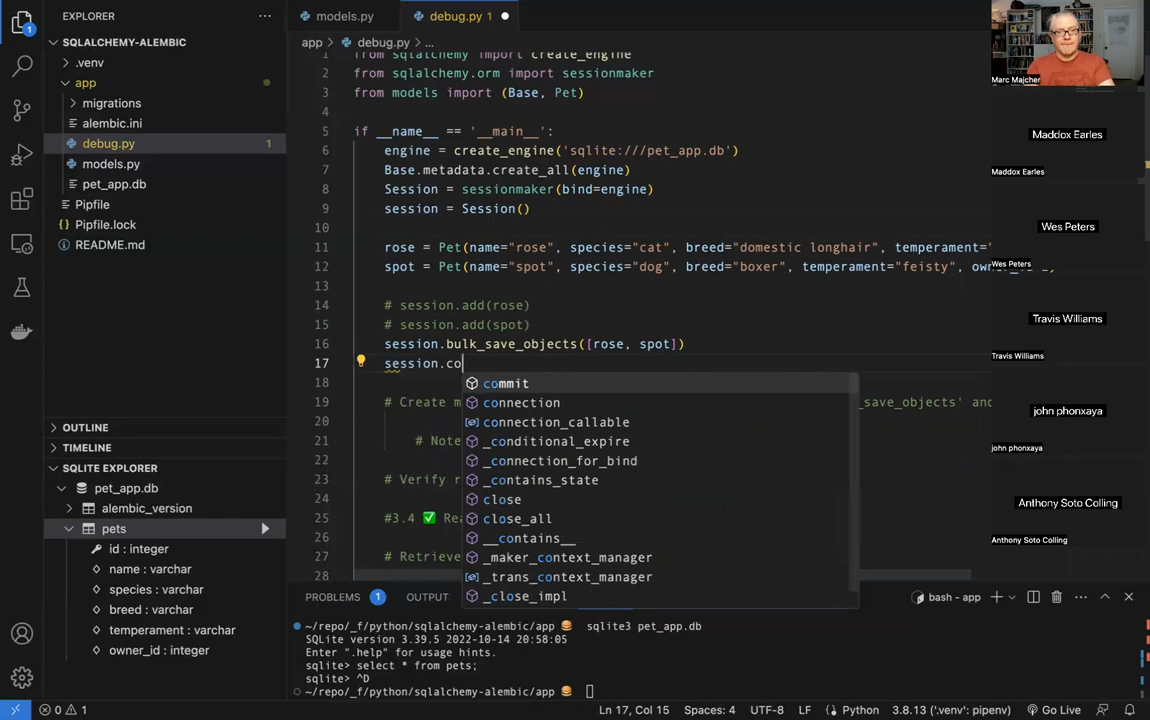 EXPLORER
SQLALCHEMY-ALEMBIC
.venv
app
migrations
alembic.ini
debug.py 1
models.py
pet_app.db
Pipfile
Pipfile.lock
README.md
OUTLINE
TIMELINE
SQLITE EXPLORER
pet_app.db
alembic_version
pets
id : integer
name : varchar
species : varchar
breed : varchar
temperament : varchar
owner_id : integer
models.py
debug.py 1
app > debug.py > ...
1 from sqlalchemy import create_engine
2 from sqlalchemy.orm import sessionmaker
3 from models import (Base, Pet)
4
5 if __name__ == '__main__':
6 engine = create_engine('sqlite:///pet_app.db')
7 Base.metadata.create_all(engine)
8 Session = sessionmaker(bind=engine)
9 session = Session()
10
11 rose = Pet(name="rose", species="cat", breed="domestic longhair", temperament="
12 spot = Pet(name="spot", species="dog", breed="boxer", temperament="feisty",
13
14 # session.add(rose)
15 # session.add(spot)
16 session.bulk_save_objects([rose, spot])
17 session.co
18
19 # Create m _save_objects' and
20
21 # Note
22
23 # Verify r
24
25 #3.4 ✅ Rea
26
27 # Retrieve
28
commit
connection
connection_callable
_conditional_expire
_connection_for_bind
_contains_state
close
close_all
__contains__
_maker_context_manager
_trans_context_manager
_close_impl
PROBLEMS 1 OUTPUT
bash - app
~/repo/_f/python/sqlalchemy-alembic/app 🍔 sqlite3 pet_app.db
SQLite version 3.39.5 2022-10-14 20:58:05
Enter ".help" for usage hints.
sqlite> select * from pets;
sqlite> ^D
~/repo/_f/python/sqlalchemy-alembic/app 🍔
0 1 Ln 17, Col 15 Spaces: 4 UTF-8 LF Python 3.8.13 ('.venv': pipenv) Go Live
1
Marc Majcher
Maddox Earles
Maddox Earles
Wes Peters
Wes Peters
Travis Williams
Travis Williams
john phonxaya
john phonxaya
Anthony Soto Colling
Anthony Soto Colling